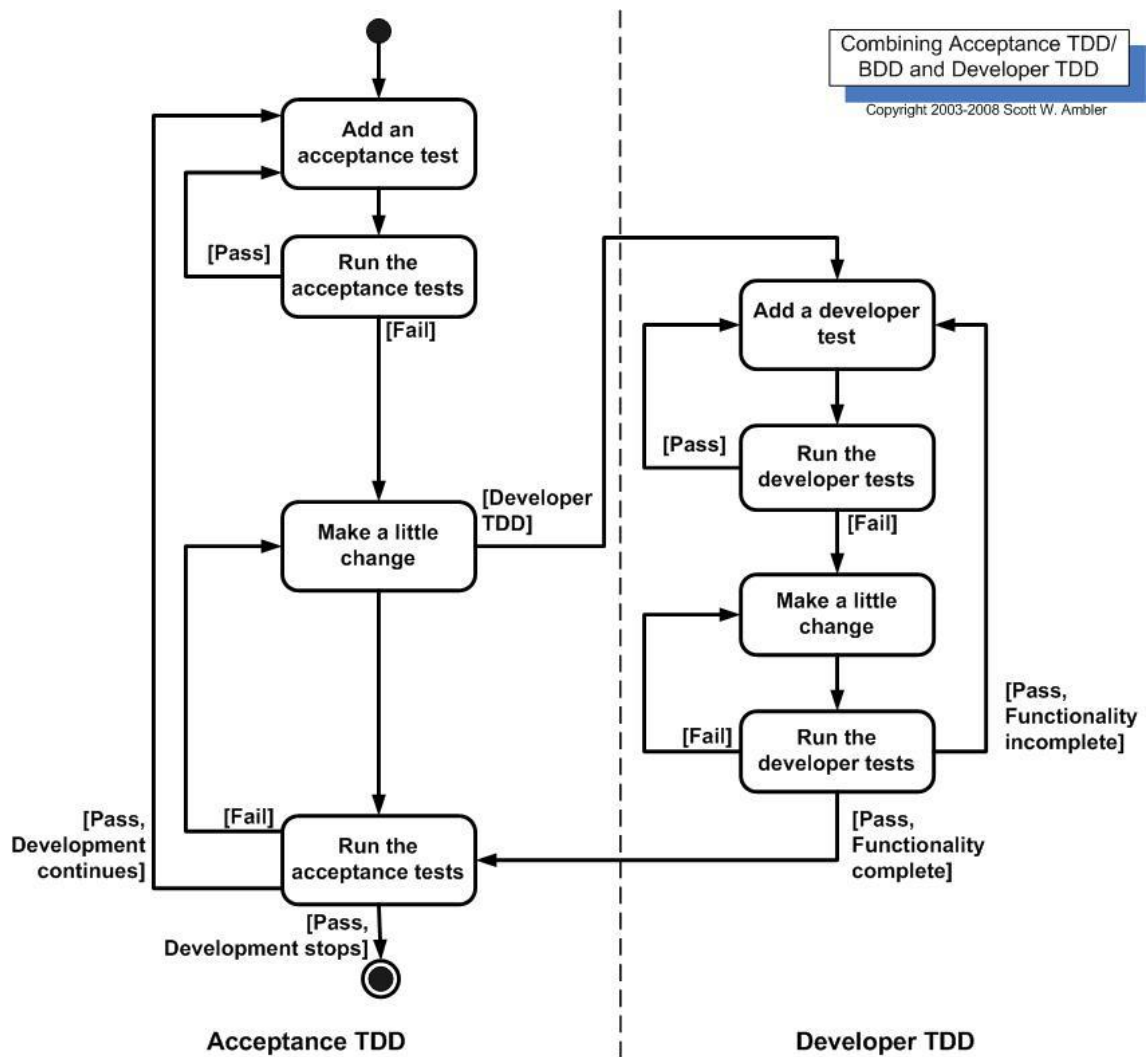 Combining Acceptance TDD/
BDD and Developer TDD
Copyright 2003-2008 Scott W. Ambler
Add an
acceptance test
[Pass]
Run the
acceptance tests
[Fail]
Make a little
change
[Developer
TDD]
[Fail]
Run the
acceptance tests
[Pass,
Development
continues]
[Pass,
Development stops]
Acceptance TDD
Add a developer
test
[Pass]
Run the
developer tests
[Fail]
Make a little
change
[Fail]
Run the
developer tests
[Pass,
Functionality
incomplete]
[Pass,
Functionality
complete]
Developer TDD